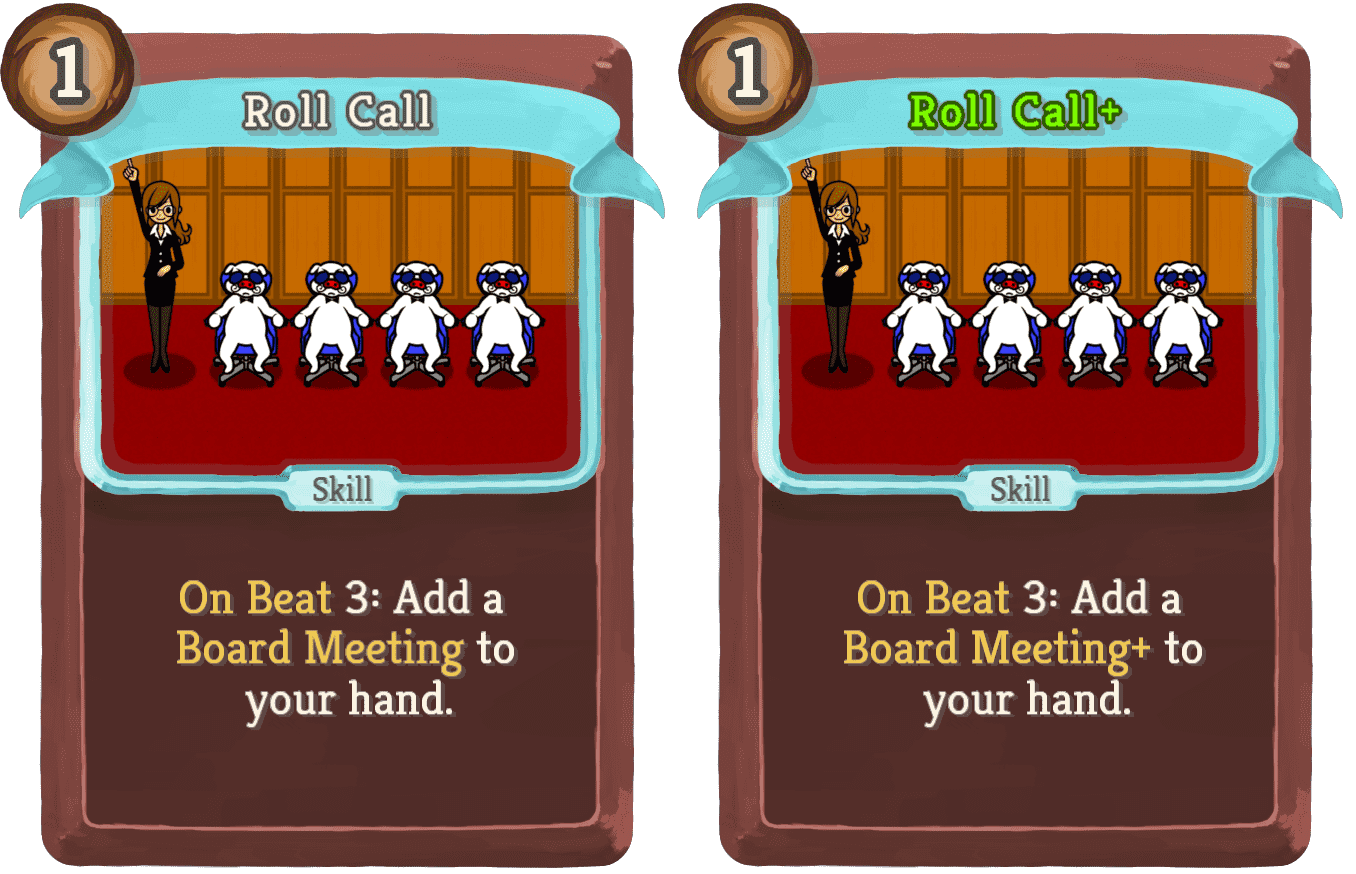 1
Roll Call
Skill
On Beat 3: Add a
Board Meeting to
your hand.
1
Roll Call+
Skill
On Beat 3: Add a
Board Meeting+ to
your hand.